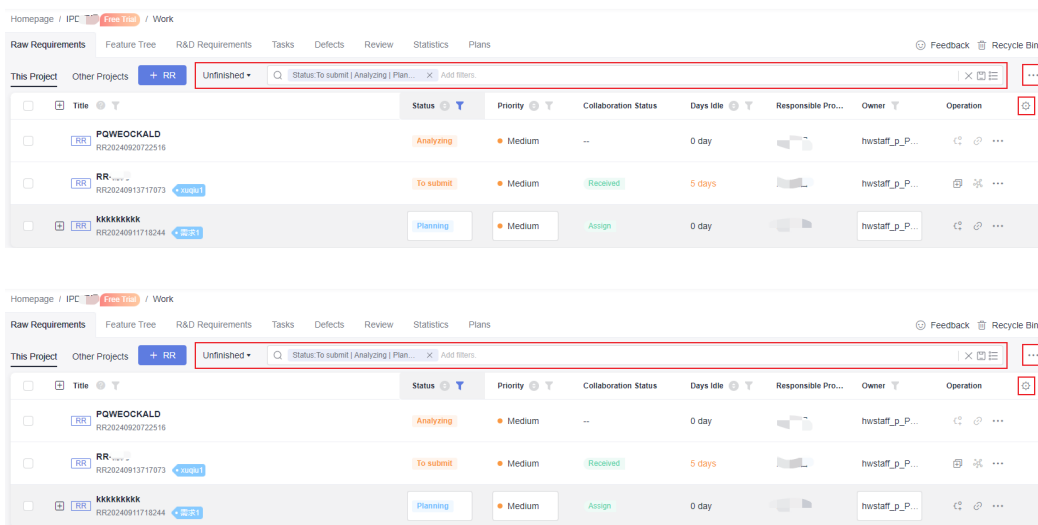 Homepage / IPD Free Trial / Work
Raw Requirements Feature Tree R&D Requirements Tasks Defects Review Statistics Plans Feedback Recycle Bin
This Project Other Projects + RR Unfinished Status:To submit | Analyzing | Plan... Add filters.
Title Status Priority Collaboration Status Days Idle Responsible Pro... Owner Operation
RR PQWEOCKALD Analyzing Medium -- 0 day hwstaff_p_P...
RR20240920722516
RR RR- To submit Medium Received 5 days hwstaff_p_P...
RR20240913717073 xuqiu1
RR kkkkkkkkk Planning Medium Assign 0 day hwstaff_p_P...
RR20240911718244 需求1
Homepage / IPD Free Trial / Work
Raw Requirements Feature Tree R&D Requirements Tasks Defects Review Statistics Plans Feedback Recycle Bin
This Project Other Projects + RR Unfinished Status:To submit | Analyzing | Plan... Add filters.
Title Status Priority Collaboration Status Days Idle Responsible Pro... Owner Operation
RR PQWEOCKALD Analyzing Medium -- 0 day hwstaff_p_P...
RR20240920722516
RR RR- To submit Medium Received 5 days hwstaff_p_P...
RR20240913717073 xuqiu1
RR kkkkkkkkk Planning Medium Assign 0 day hwstaff_p_P...
RR20240911718244 需求1